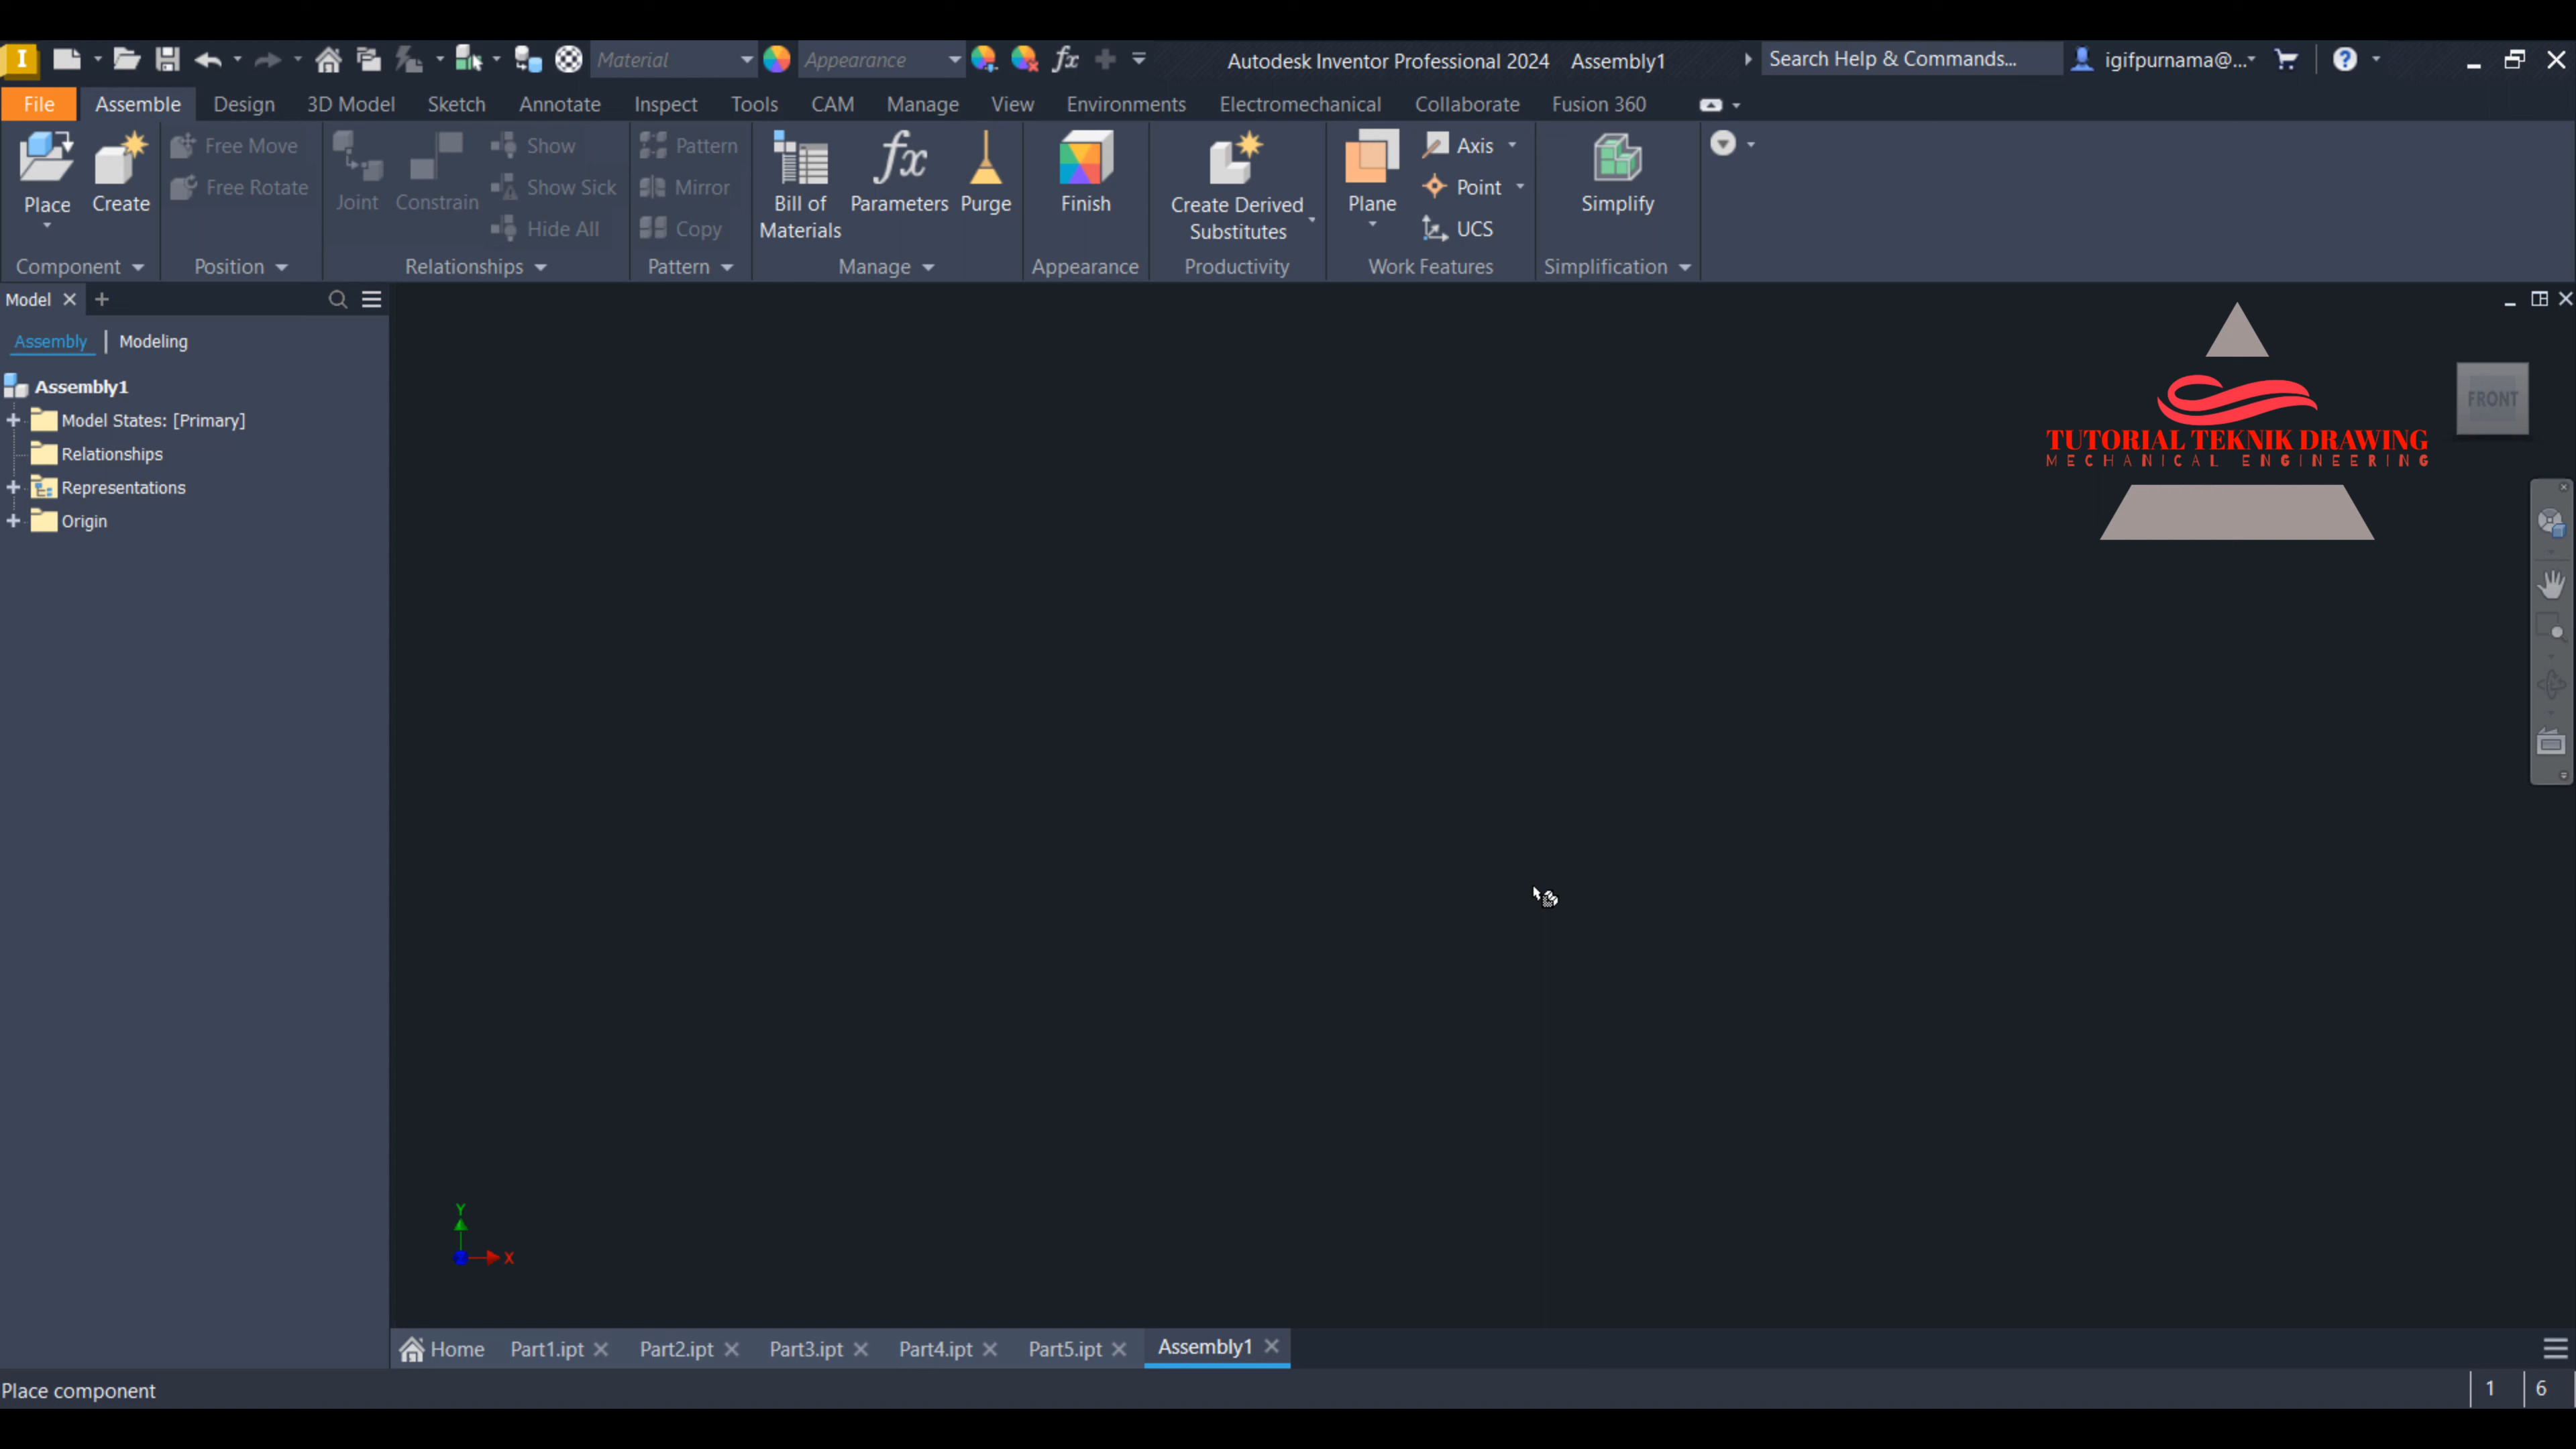 Material
Appearance
fx
Autodesk Inventor Professional 2024 Assembly1
Search Help & Commands...
igifpurnama@...
File Assemble Design 3D Model Sketch Annotate Inspect Tools CAM Manage View Environments Electromechanical Collaborate Fusion 360
Place
Create
Component
Free Move
Free Rotate
Position
Joint
Constrain
Show
Show Sick
Hide All
Relationships
Pattern
Mirror
Copy
Pattern
Bill of
Materials
fx
Parameters
Purge
Manage
Finish
Appearance
Create Derived
Substitutes
Productivity
Plane
Axis
Point
UCS
Work Features
Simplify
Simplification
Model
Assembly | Modeling
Assembly1
Model States: [Primary]
Relationships
Representations
Origin
TUTORIAL TEKNIK DRAWING
MECHANICAL ENGINEERING
FRONT
Y
X
Home Part1.ipt Part2.ipt Part3.ipt Part4.ipt Part5.ipt Assembly1
Place component
1 6